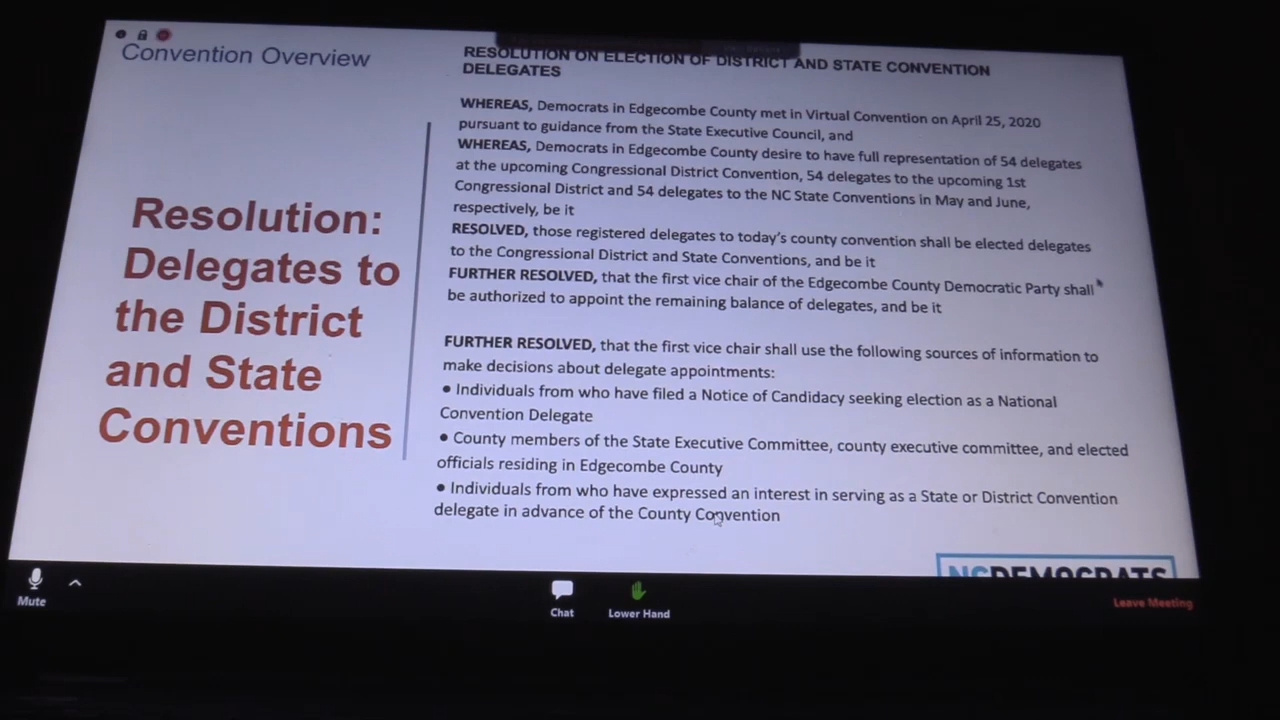 Convention Overview
Resolution:
Delegates to
the District
and State
Conventions
RESOLUTION ON ELECTION OF DISTRICT AND STATE CONVENTION
DELEGATES
WHEREAS, Democrats in Edgecombe County met in Virtual Convention on April 25, 2020
pursuant to guidance from the State Executive Council, and
WHEREAS, Democrats in Edgecombe County desire to have full representation of 54 delegates
at the upcoming Congressional District Convention, 54 delegates to the upcoming 1st
Congressional District and 54 delegates to the NC State Conventions in May and June,
respectively, be it
RESOLVED, those registered delegates to today's county convention shall be elected delegates
to the Congressional District and State Conventions, and be it
FURTHER RESOLVED, that the first vice chair of the Edgecombe County Democratic Party shall
be authorized to appoint the remaining balance of delegates, and be it
FURTHER RESOLVED, that the first vice chair shall use the following sources of information to
make decisions about delegate appointments:
● Individuals from who have filed a Notice of Candidacy seeking election as a National
Convention Delegate
● County members of the State Executive Committee, county executive committee, and elected
officials residing in Edgecombe County
● Individuals from who have expressed an interest in serving as a State or District Convention
delegate in advance of the County Convention
NCDEMOCRATS
Mute
Chat
Lower Hand
Leave Meeting